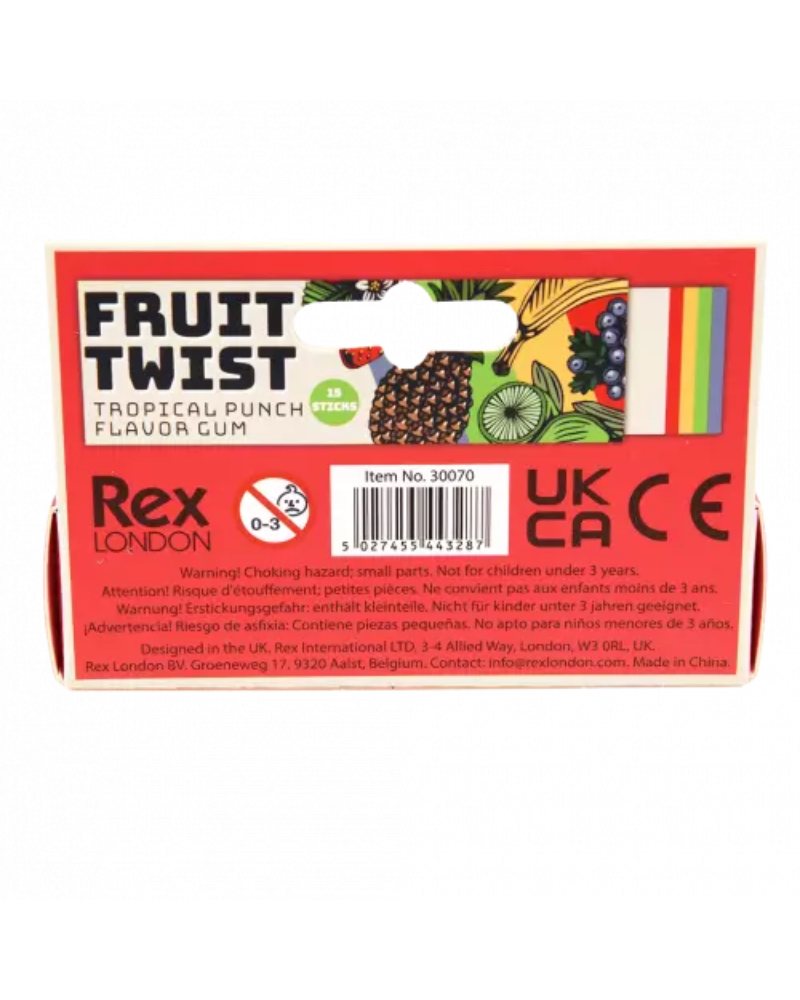 FRUIT
TWIST
TROPICAL PUNCH
FLAVOR GUM
15
STICKS
Rex
LONDON
0-3
Item No. 30070
5 027455 443287
UK
CA
CE
Warning! Choking hazard; small parts. Not for children under 3 years.
Attention! Risque d'étouffement; petites pièces. Ne convient pas aux enfants moins de 3 ans.
Warnung! Erstickungsgefahr: enthält kleinteile. Nicht für kinder unter 3 jahren geeignet.
¡Advertencia! Riesgo de asfixia: Contiene piezas pequeñas. No apto para niños menores de 3 años.
Designed in the UK. Rex International LTD, 3-4 Allied Way, London, W3 0RL, UK.
Rex London BV. Groeneweg 17, 9320 Aalst, Belgium. Contact: info@rexlondon.com. Made in China.